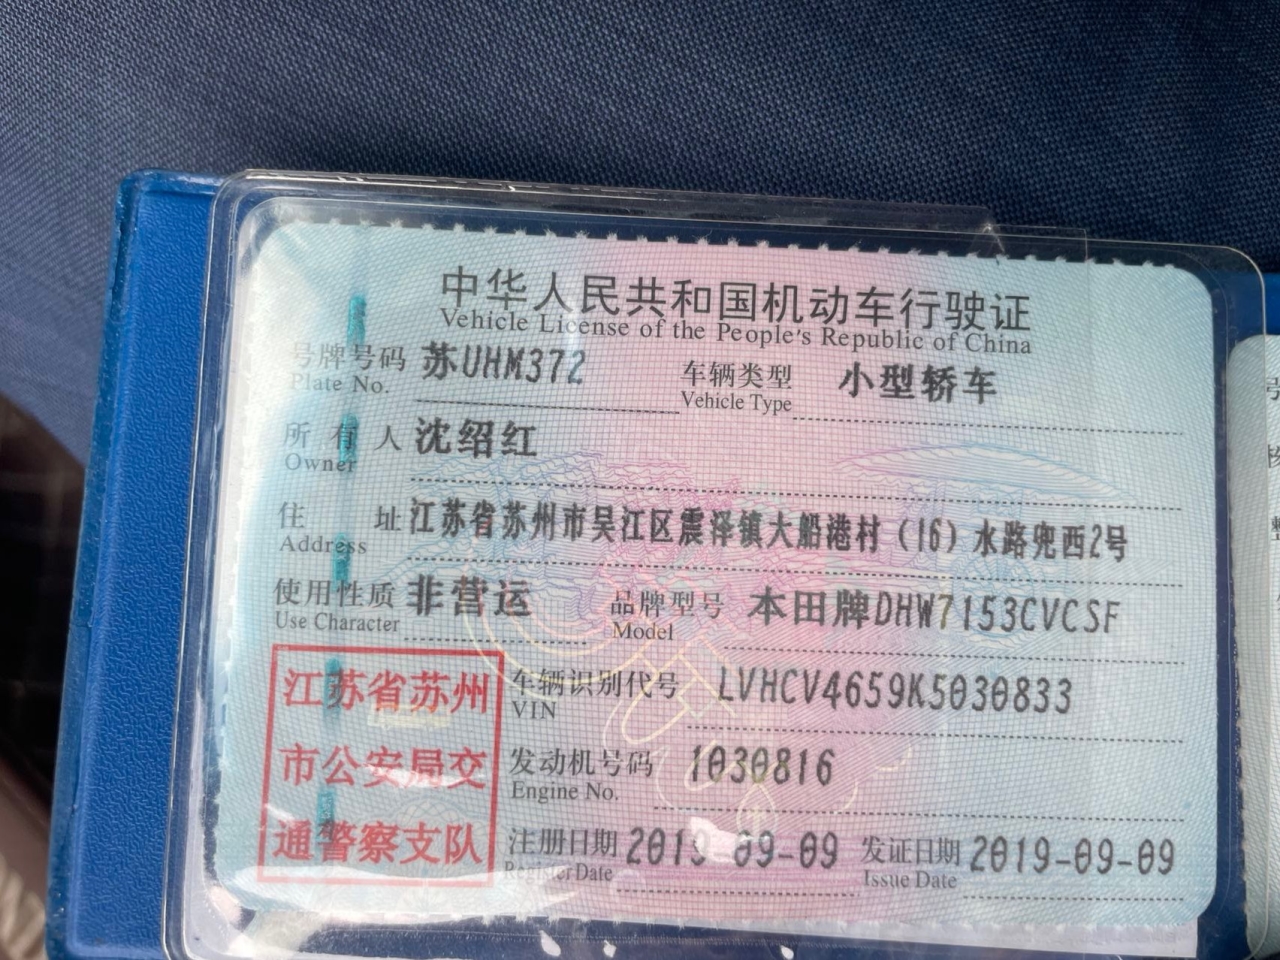 中华人民共和国机动车行驶证
Vehicle License of the People's Republic of China
号牌号码 苏UHM372 车辆类型 小型轿车
Plate No. Vehicle Type
所有人 沈绍红
Owner
住址 江苏省苏州市吴江区震泽镇大船港村(16)水路兜西2号
Address
使用性质 非营运 品牌型号 本田牌DHW7153CVCSF
Use Character Model
江苏省苏州
市公安局交
通警察支队
车辆识别代号 LVHCV4659K5030833
VIN
发动机号码 1030816
Engine No.
注册日期 2019-09-09 发证日期 2019-09-09
Register Date Issue Date
号